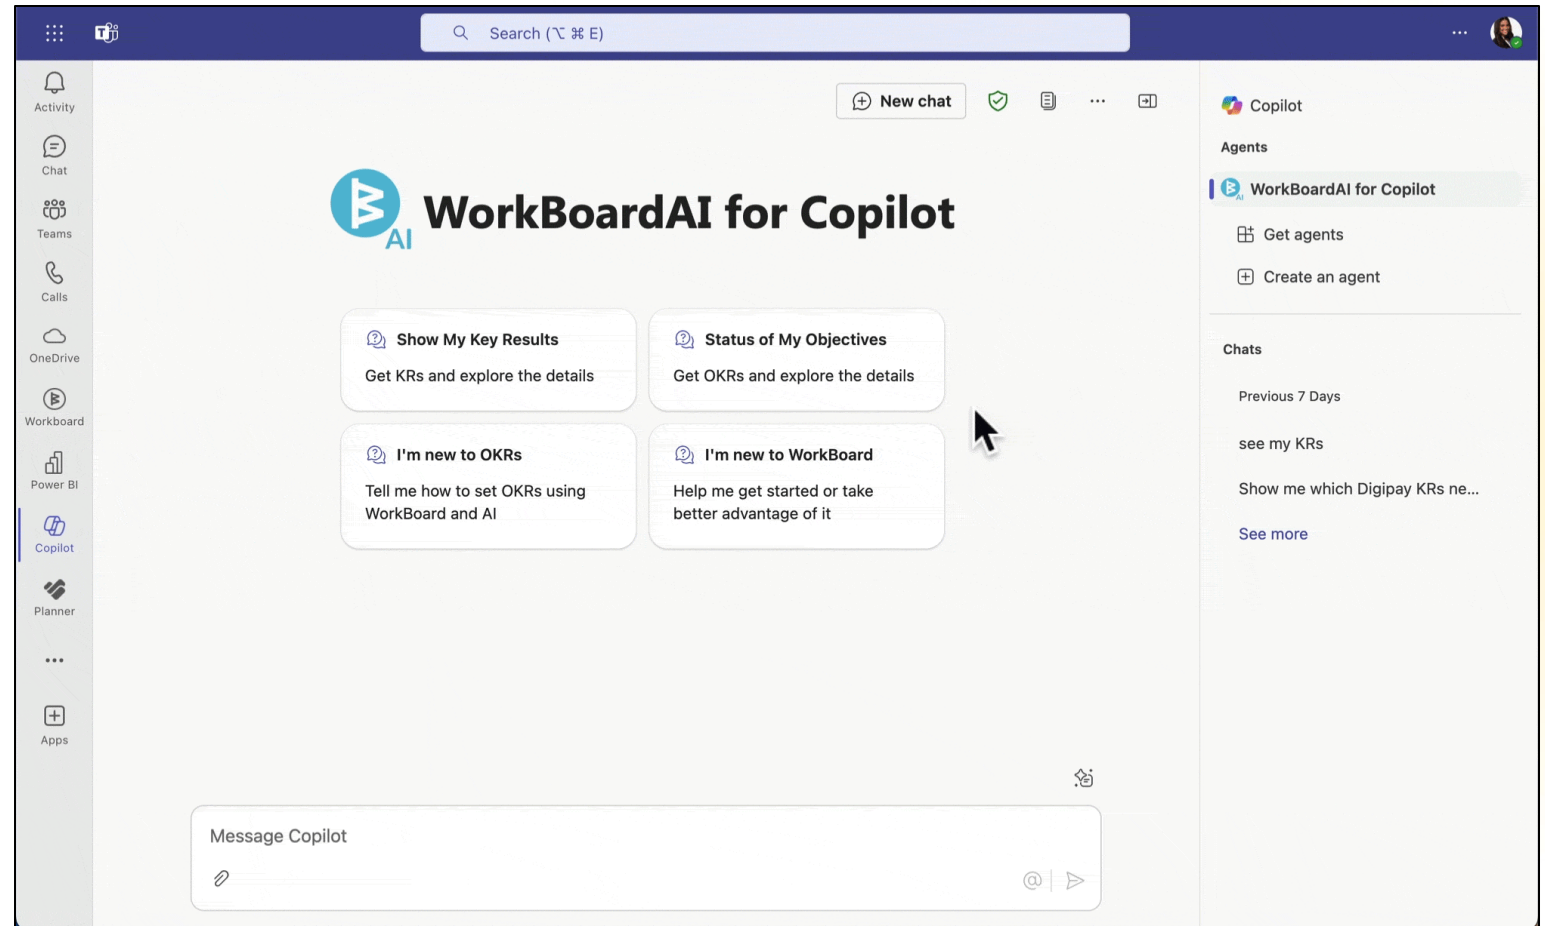 Search (⌥ ⌘ E)
Activity
Chat
Teams
Calls
OneDrive
Workboard
Power BI
Copilot
Planner
Apps
New chat
AI
WorkBoardAI for Copilot
Show My Key Results
Get KRs and explore the details
Status of My Objectives
Get OKRs and explore the details
I'm new to OKRs
Tell me how to set OKRs using
WorkBoard and AI
I'm new to WorkBoard
Help me get started or take
better advantage of it
Message Copilot
@
Copilot
Agents
AI
WorkBoardAI for Copilot
Get agents
Create an agent
Chats
Previous 7 Days
see my KRs
Show me which Digipay KRs ne...
See more